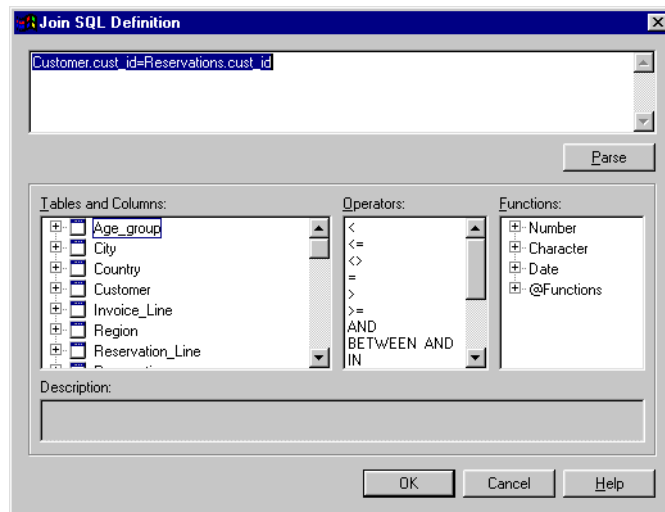 Join SQL Definition
Customer.cust_id=Reservations.cust_id
Parse
Tables and Columns:
Age_group
City
Country
Customer
Invoice_Line
Region
Reservation_Line
Operators:
<
<=
<>
=
>
>=
AND
BETWEEN AND
IN
Functions:
Number
Character
Date
@Functions
Description:
OK
Cancel
Help